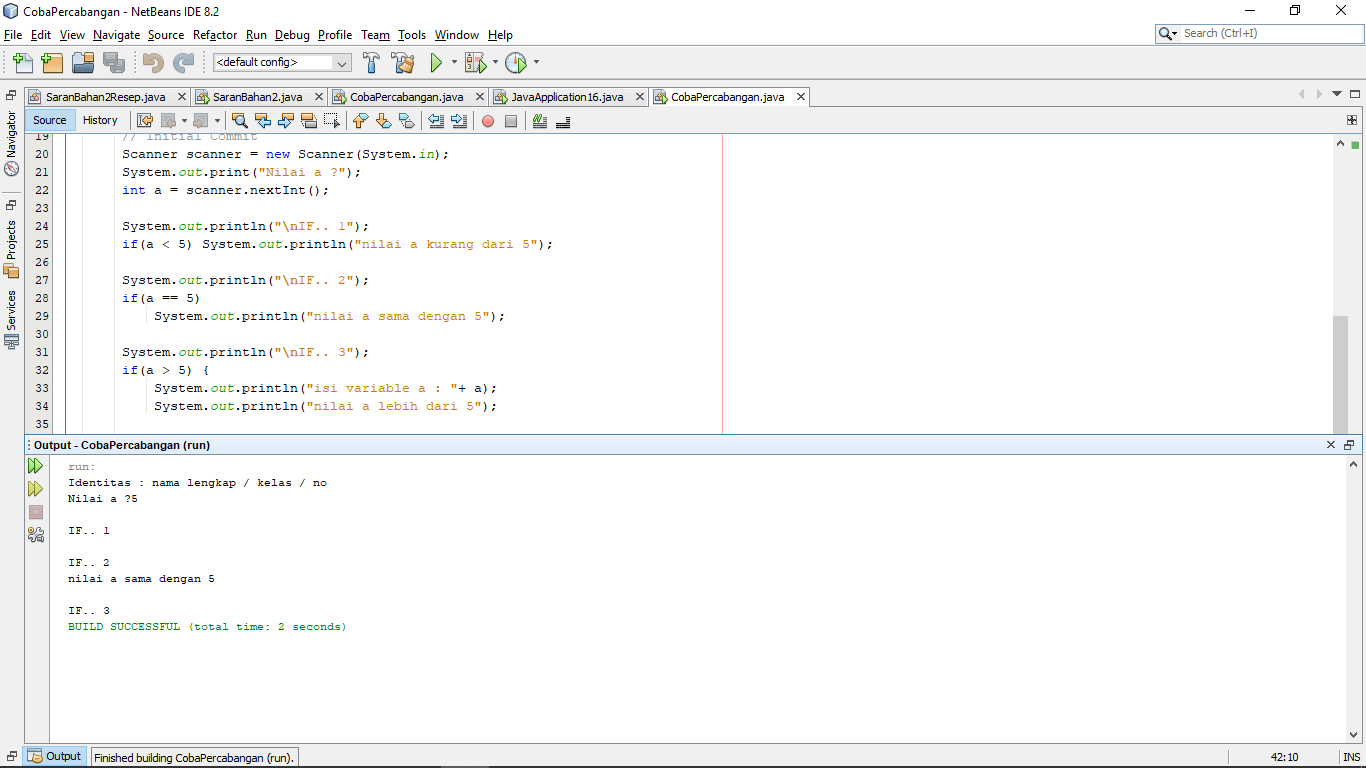 CobaPercabangan - NetBeans IDE 8.2
File Edit View Navigate Source Refactor Run Debug Profile Team Tools Window Help
Search (Ctrl+I)
<default config>
SaranBahan2Resep.java SaranBahan2.java CobaPercabangan.java JavaApplication16.java CobaPercabangan.java
Source History
Navigator
Projects
Services
19 // Initial Commit
20 Scanner scanner = new Scanner(System.in);
21 System.out.print("Nilai a ?");
22 int a = scanner.nextInt();
23
24 System.out.println("\nIF.. 1");
25 if(a < 5) System.out.println("nilai a kurang dari 5");
26
27 System.out.println("\nIF.. 2");
28 if(a == 5)
29 System.out.println("nilai a sama dengan 5");
30
31 System.out.println("\nIF.. 3");
32 if(a > 5) {
33 System.out.println("isi variable a : "+ a);
34 System.out.println("nilai a lebih dari 5");
35
Output - CobaPercabangan (run)
run:
Identitas : nama lengkap / kelas / no
Nilai a ?5
IF.. 1
IF.. 2
nilai a sama dengan 5
IF.. 3
BUILD SUCCESSFUL (total time: 2 seconds)
Output Finished building CobaPercabangan (run). 42:10 INS